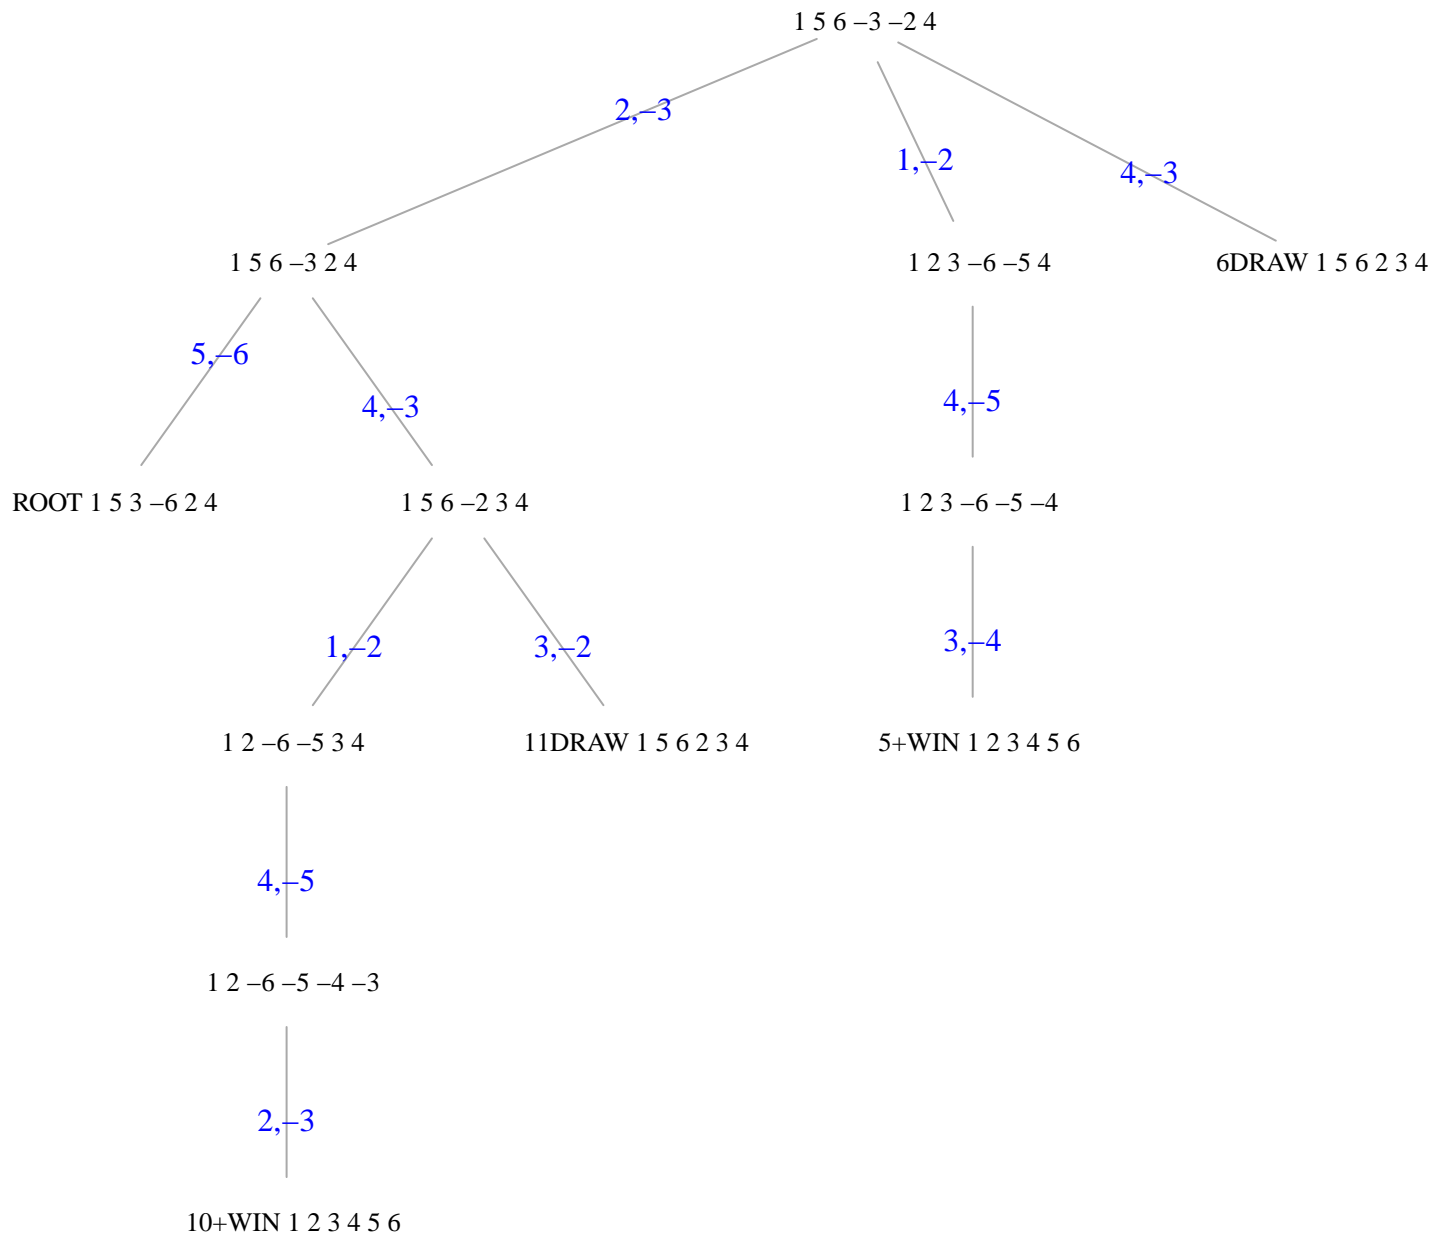 1 5 6 –3 –2 4
2,–3
1,–2
4,–3
1 5 6 –3 2 4
1 2 3 –6 –5 4
6DRAW 1 5 6 2 3 4
5,–6
4,–3
4,–5
ROOT 1 5 3 –6 2 4
1 5 6 –2 3 4
1 2 3 –6 –5 –4
1,–2
3,–2
3,–4
1 2 –6 –5 3 4
11DRAW 1 5 6 2 3 4
5+WIN 1 2 3 4 5 6
4,–5
1 2 –6 –5 –4 –3
2,–3
10+WIN 1 2 3 4 5 6